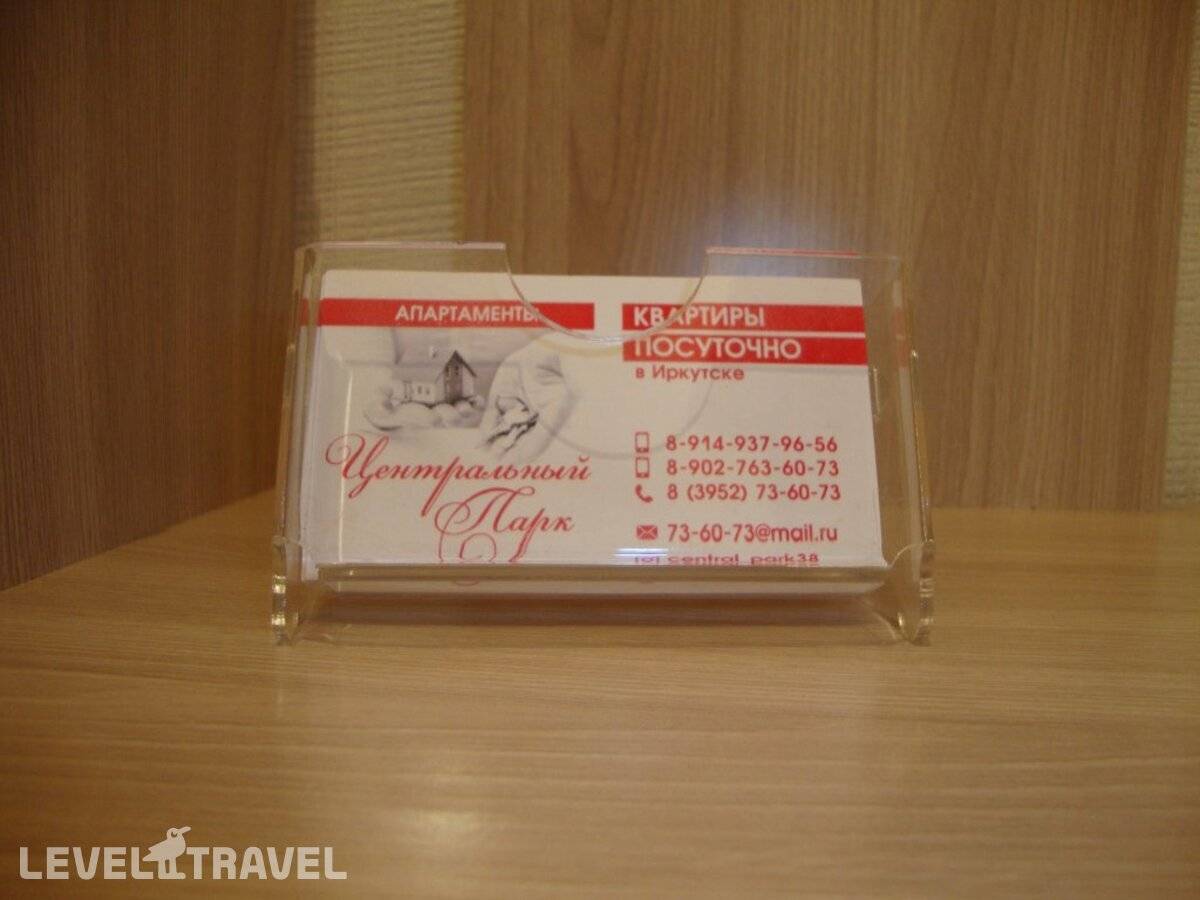 АПАРТАМЕНТЫ
Центральный
Парк
КВАРТИРЫ
ПОСУТОЧНО
в Иркутске
8-914-937-96-56
8-902-763-60-73
8 (3952) 73-60-73
73-60-73@mail.ru
central_park38
LEVEL TRAVEL